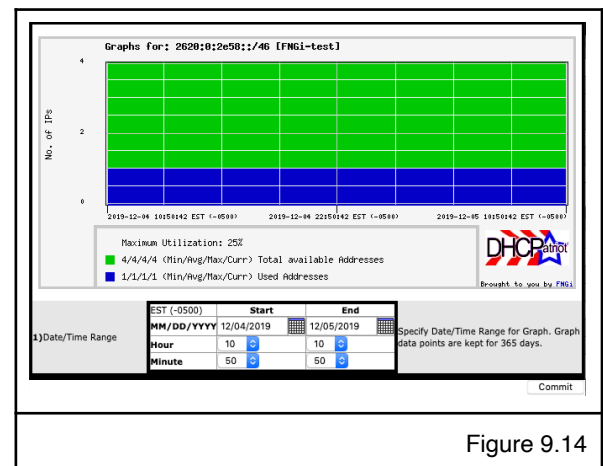 Graphs for: 2620:0:2e58::/46 [FNGi-test]
4
2
0
No. of IPs
2019-12-04 10:50:42 EST (-0500) 2019-12-04 22:50:42 EST (-0500) 2019-12-05 10:50:42 EST (-0500)
Maximum Utilization: 25%
4/4/4/4 (Min/Avg/Max/Curr) Total available Addresses
1/1/1/1 (Min/Avg/Max/Curr) Used Addresses
DHCPatriot
Brought to you by FNGi
1)Date/Time Range
EST (-0500) Start End
MM/DD/YYYY 12/04/2019 12/05/2019
Hour 10 10
Minute 50 50
Specify Date/Time Range for Graph. Graph
data points are kept for 365 days.
Commit
Figure 9.14